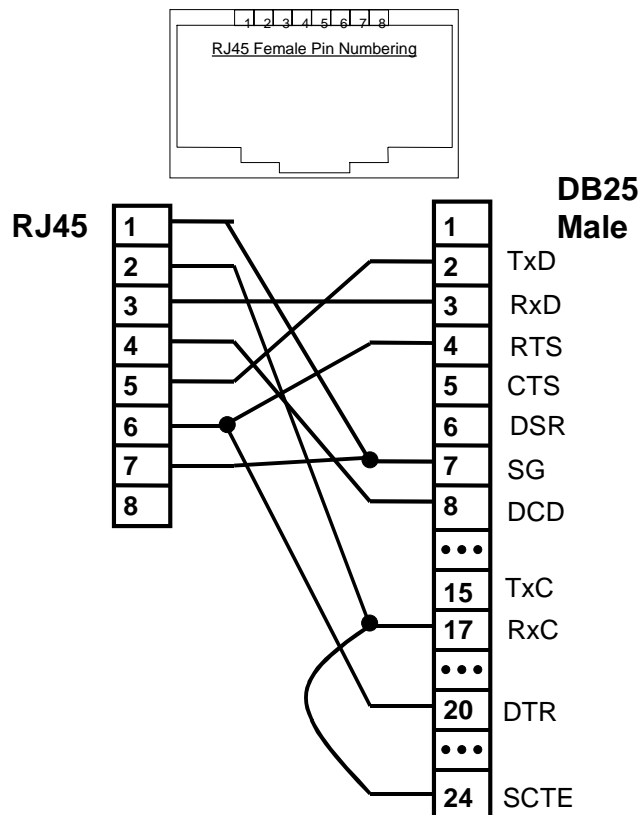 1 2 3 4 5 6 7 8
RJ45 Female Pin Numbering
DB25
Male
RJ45
1
2
3
4
5
6
7
8
1
2 TxD
3 RxD
4 RTS
5 CTS
6 DSR
7 SG
8 DCD
•••
15 TxC
17 RxC
•••
20 DTR
•••
24 SCTE